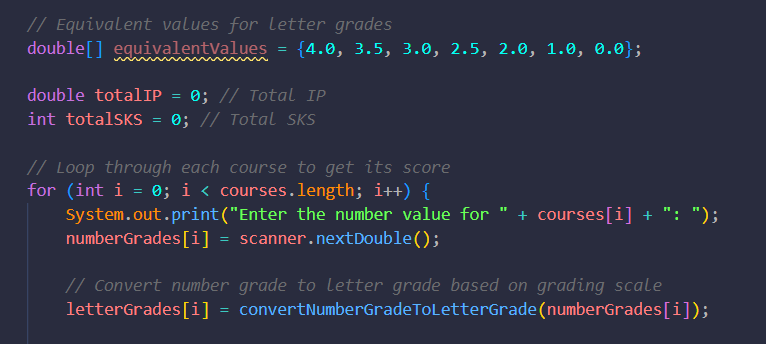 // Equivalent values for letter grades
double[] equivalentValues = {4.0, 3.5, 3.0, 2.5, 2.0, 1.0, 0.0};
double totalIP = 0; // Total IP
int totalSKS = 0; // Total SKS
// Loop through each course to get its score
for (int i = 0; i < courses.length; i++) {
System.out.print("Enter the number value for " + courses[i] + ": ");
numberGrades[i] = scanner.nextDouble();
// Convert number grade to letter grade based on grading scale
letterGrades[i] = convertNumberGradeToLetterGrade(numberGrades[i]);